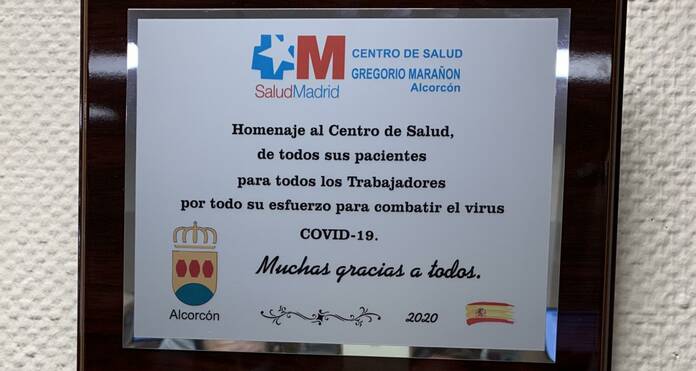 M
SaludMadrid
CENTRO DE SALUD
GREGORIO MARAÑON
Alcorcón
Homenaje al Centro de Salud,
de todos sus pacientes
para todos los Trabajadores
por todo su esfuerzo para combatir el virus
COVID-19.
Muchas gracias a todos.
Alcorcón
2020